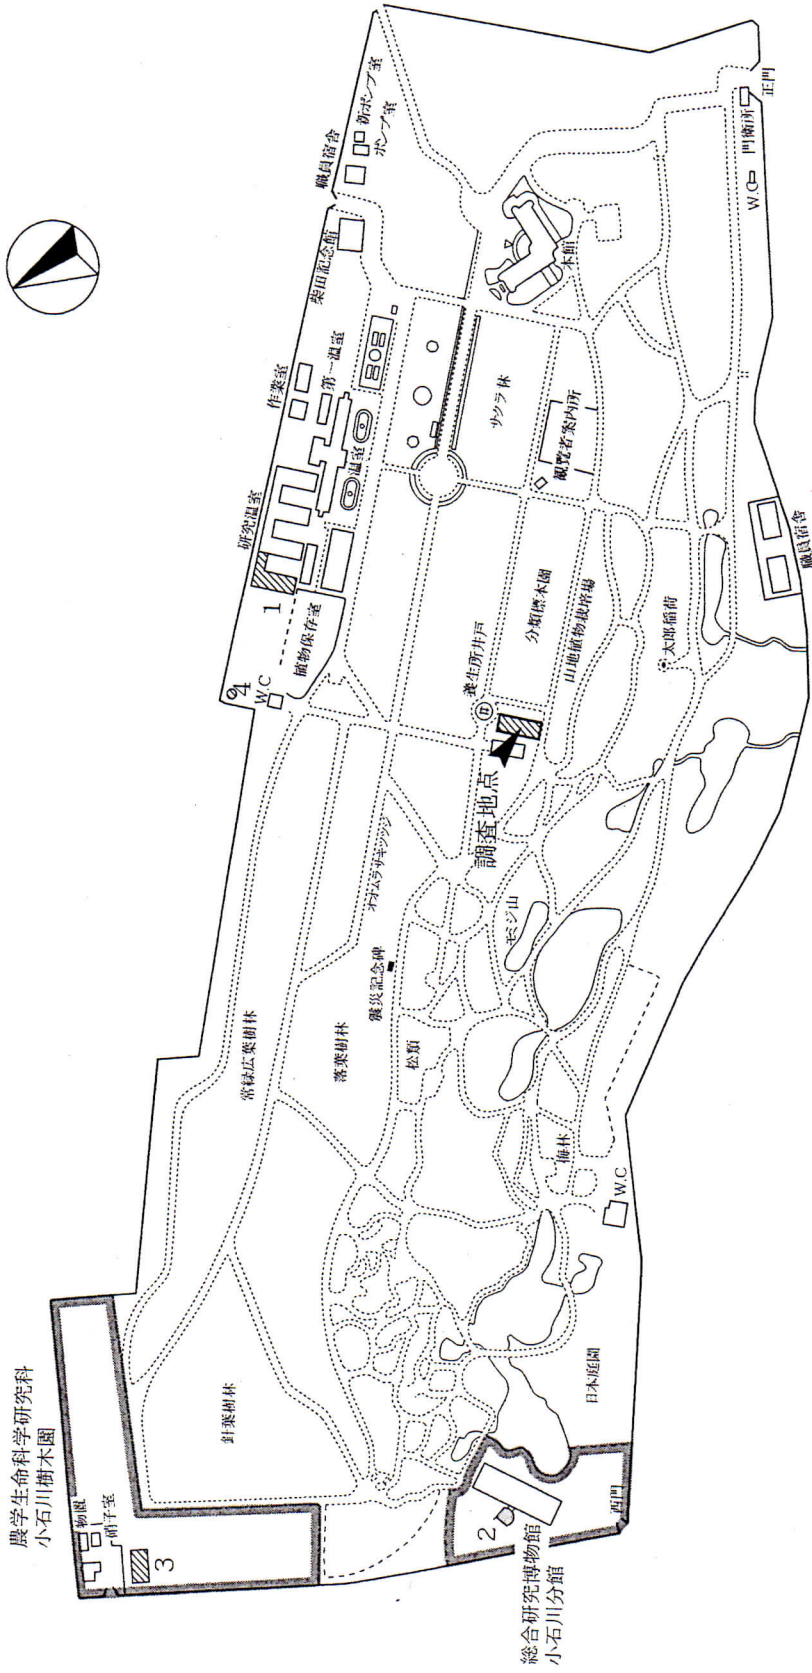 農学生命科学研究科
小石川樹木園
物置
硝子室
3
針葉樹林
総合研究博物館
小石川分館
2
西門
日本庭園
W.C
梅林
常緑広葉樹林
落葉樹林
震災記念碑
松類
モミジ山
オオムラサキツツジ
調査地点
養生所井戸
井
分類標本園
山地植物栽培場
太郎稲荷
4
W.C
植物保存室
1
研究温室
作業室
第一温室
温室
柴田記念館
職員宿舎
新ポンプ室
ポンプ室
サクラ林
観覧者案内所
本館
職員宿舎
W.C
門衛所
正門